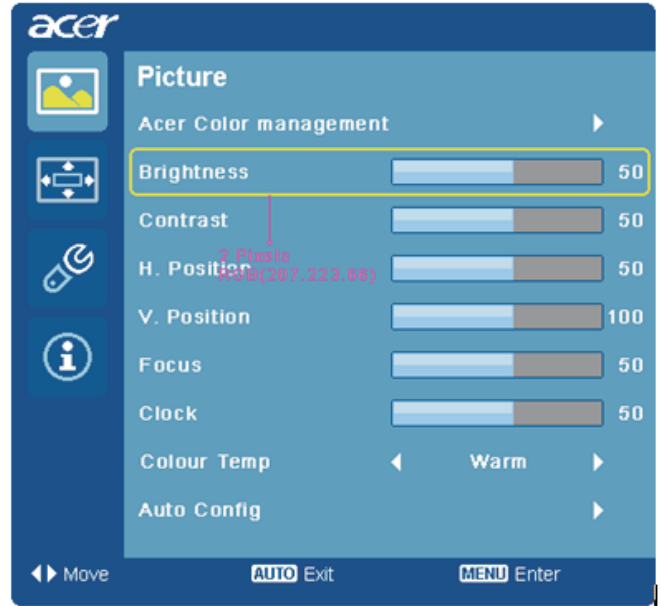 acer
Picture
Acer Color management
Brightness 50
Contrast 50
2 Pixels
H. Position 50
RGB(207.223.66)
V. Position 100
Focus 50
Clock 50
Colour Temp Warm
Auto Config
Move AUTO Exit MENU Enter